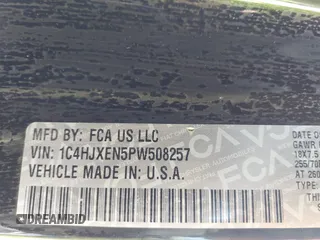 MFD BY: FCA US LLC
VIN: 1C4HJXEN5PW508257
VEHICLE MADE IN: U.S.A.
DATE O
GAWR
18X7.5
255/70
AT 260
TYPE:
THIS
DREAMBID